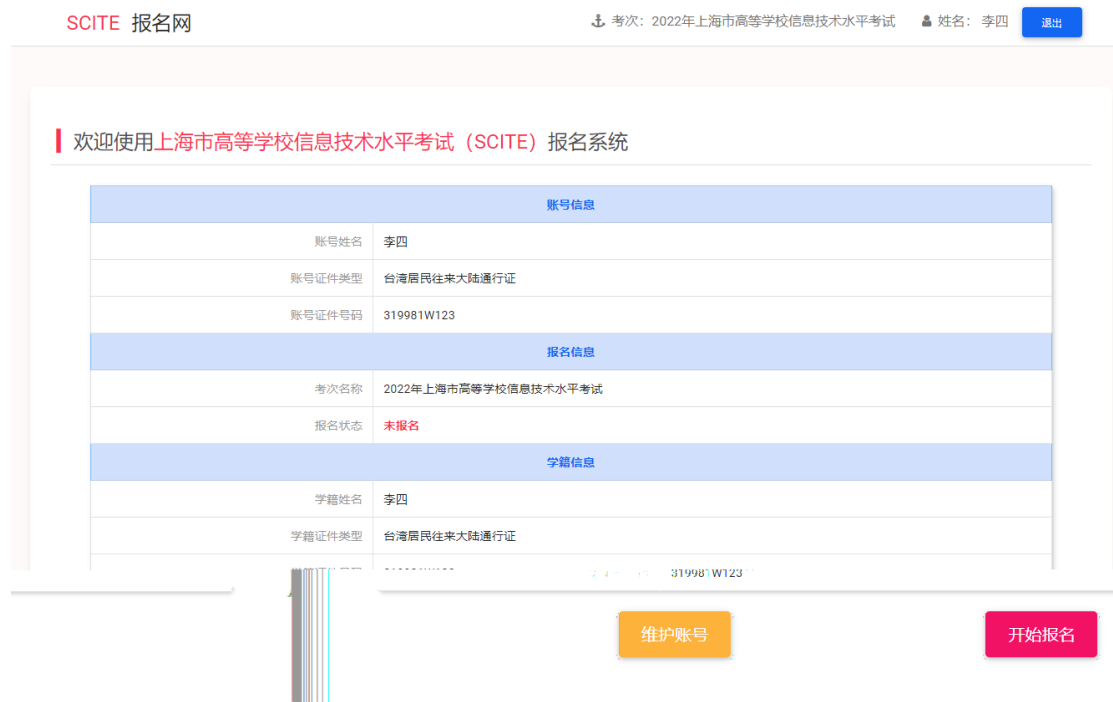 SCITE 报名网
考次：2022年上海市高等学校信息技术水平考试 姓名：李四 退出
欢迎使用上海市高等学校信息技术水平考试（SCITE）报名系统
账号信息
账号姓名 李四
账号证件类型 台湾居民往来大陆通行证
账号证件号码 319981W123
报名信息
考次名称 2022年上海市高等学校信息技术水平考试
报名状态 未报名
学籍信息
学籍姓名 李四
学籍证件类型 台湾居民往来大陆通行证
319981W123
维护账号 开始报名